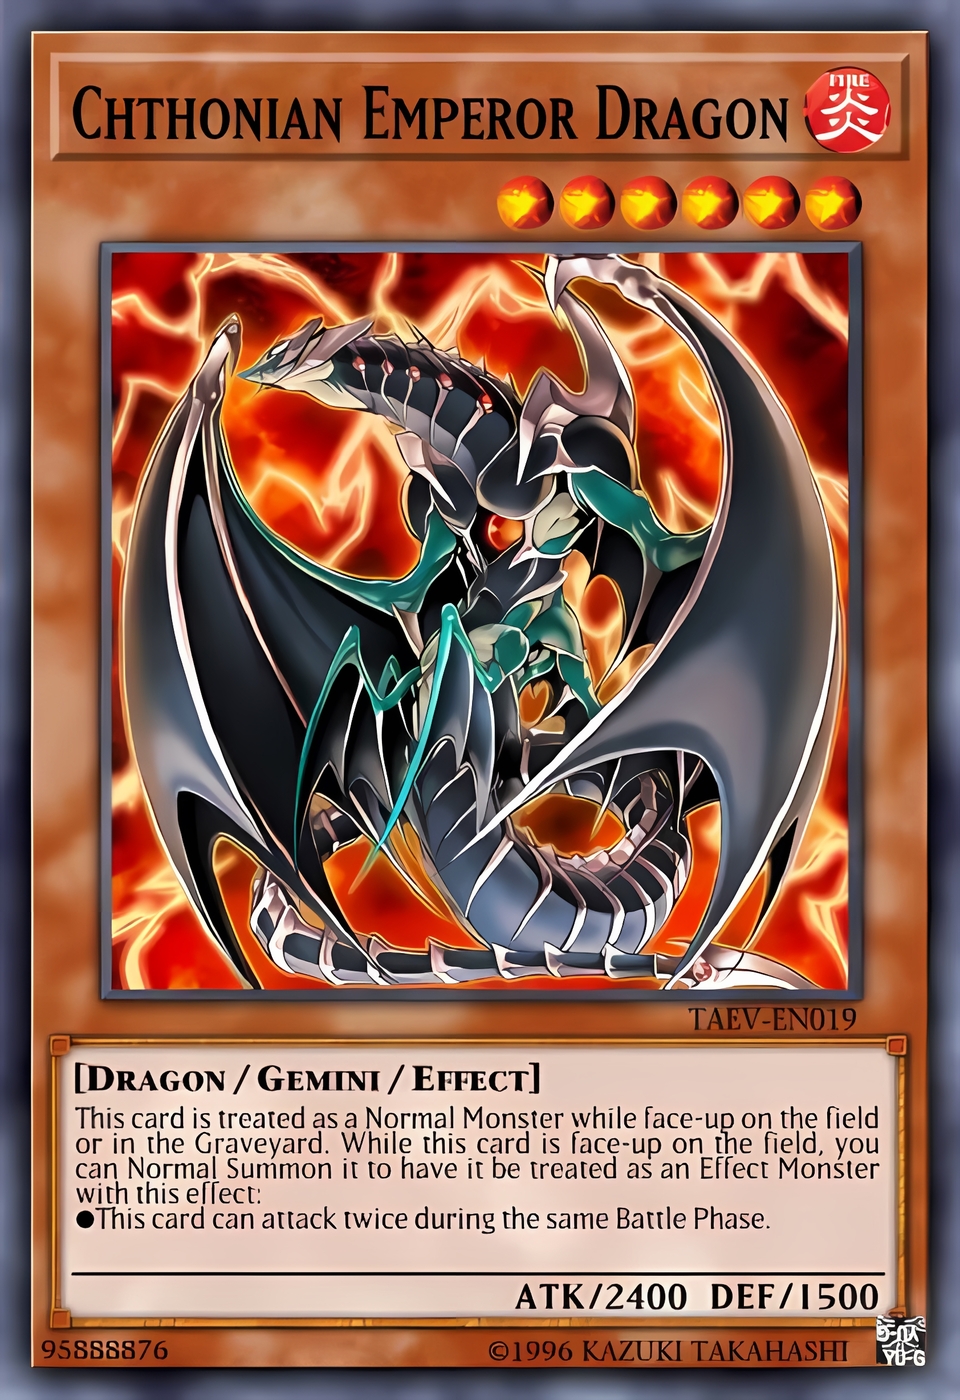 CHTHONIAN EMPEROR DRAGON
炎
[DRAGON / GEMINI / EFFECT]
TAEV-EN019
This card is treated as a Normal Monster while face-up on the field
or in the Graveyard. While this card is face-up on the field, you
can Normal Summon it to have it be treated as an Effect Monster
with this effect:
●This card can attack twice during the same Battle Phase.
ATK/2400 DEF/1500
95888876
©1996 KAZUKI TAKAHASHI